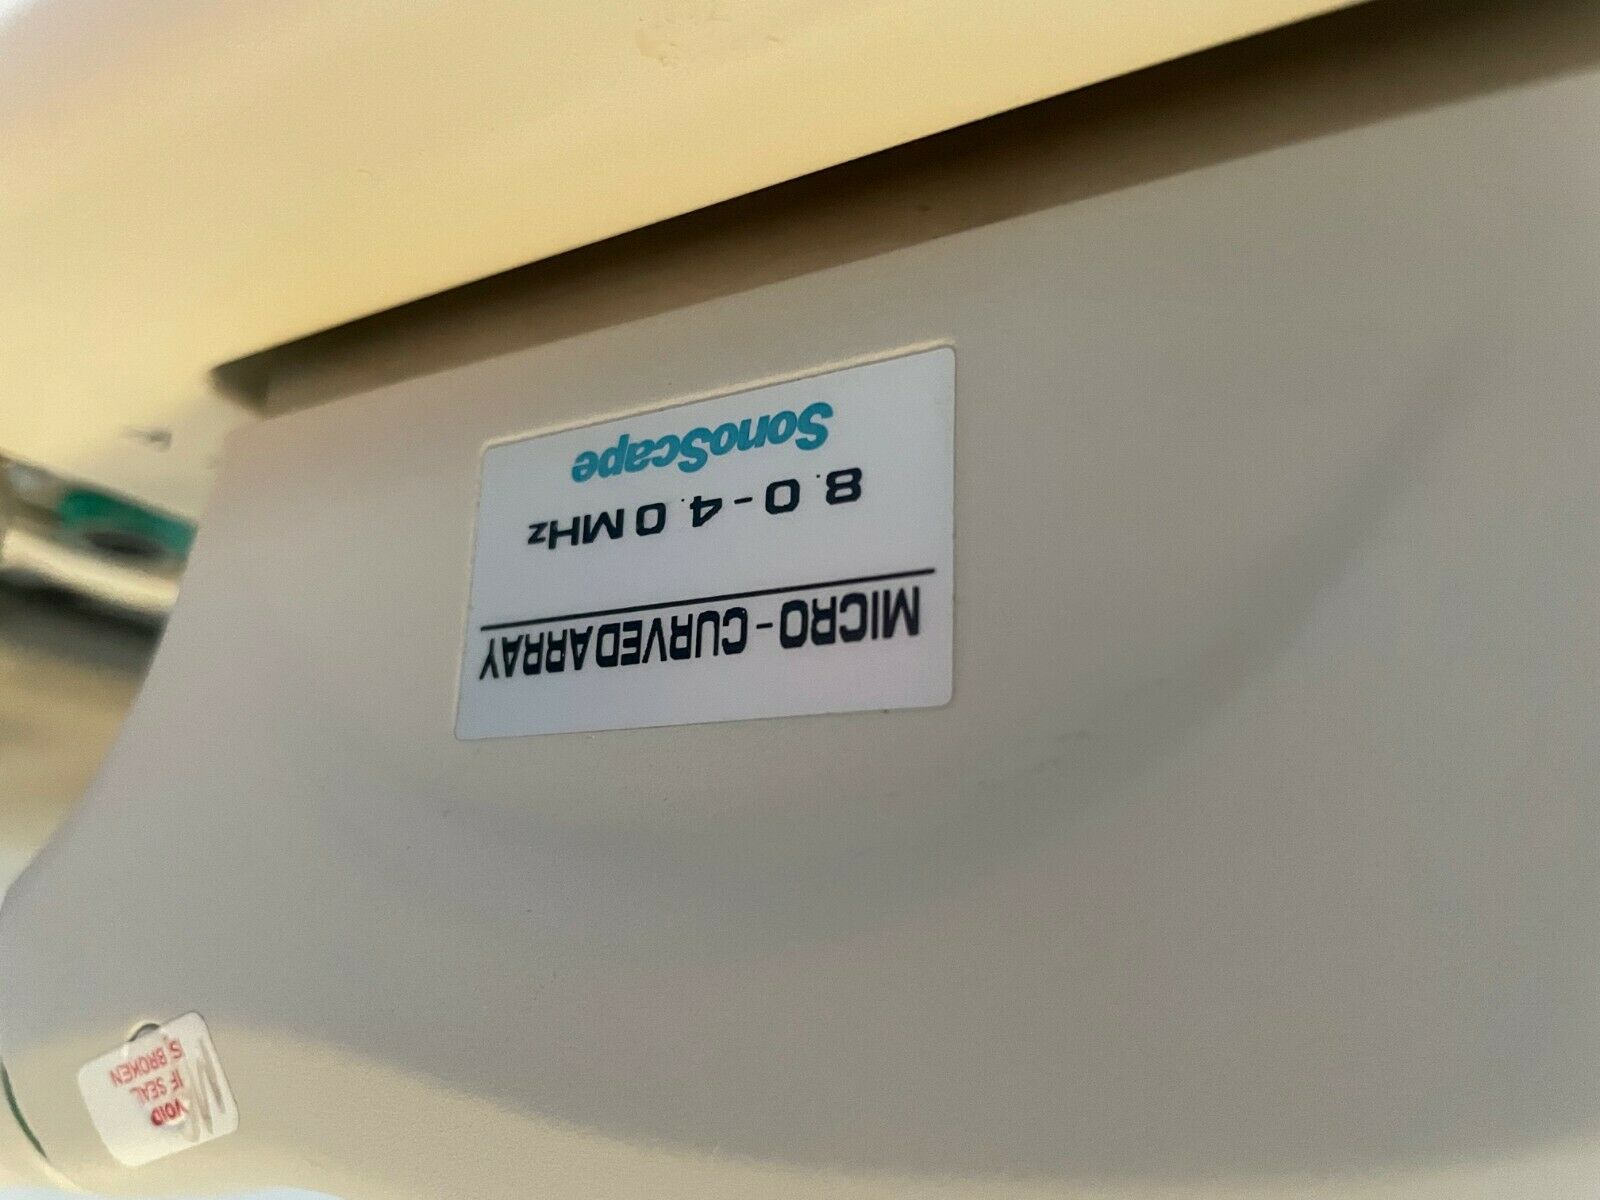 MICRO-CURVEDARRAY
8.0-4.0MHz
SonoScape
VOID
IF SEAL
IS BROKEN